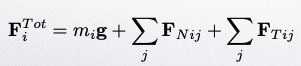 F_i^{Tot} = m_i g + ∑_j F_{Nij} + ∑_j F_{Tij}